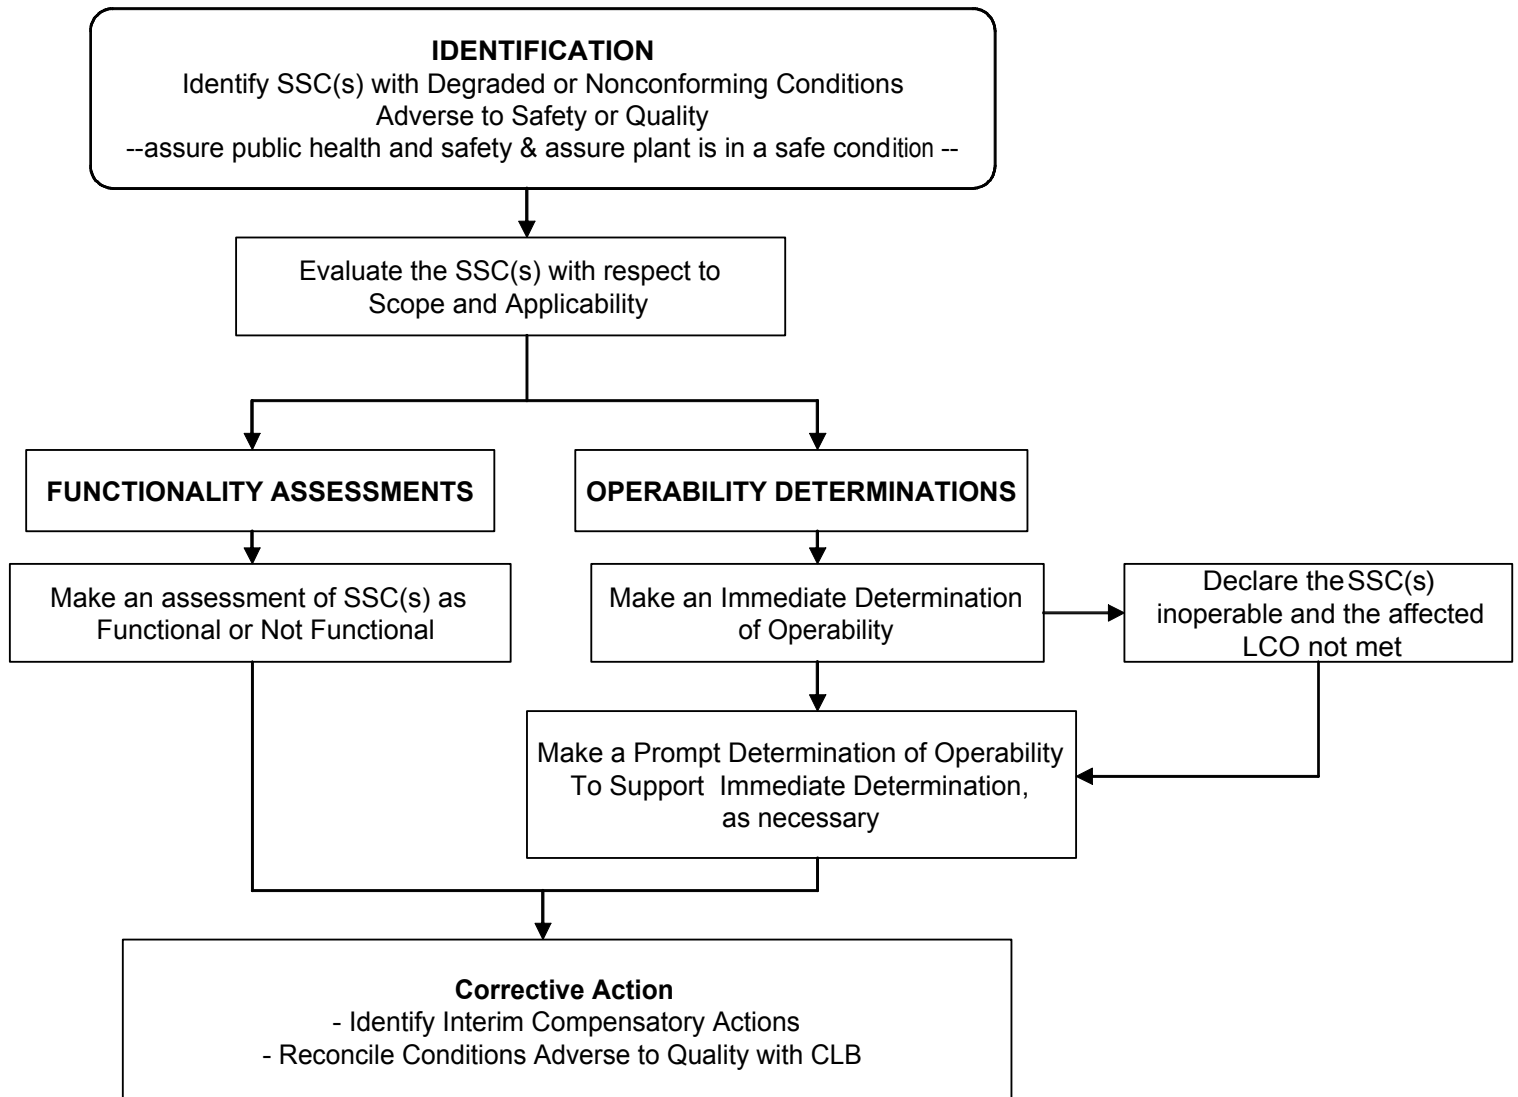 IDENTIFICATION
Identify SSC(s) with Degraded or Nonconforming Conditions
Adverse to Safety or Quality
--assure public health and safety & assure plant is in a safe condition --
Evaluate the SSC(s) with respect to
Scope and Applicability
FUNCTIONALITY ASSESSMENTS
OPERABILITY DETERMINATIONS
Make an assessment of SSC(s) as
Functional or Not Functional
Make an Immediate Determination
of Operability
Declare the SSC(s)
inoperable and the affected
LCO not met
Make a Prompt Determination of Operability
To Support Immediate Determination,
as necessary
Corrective Action
- Identify Interim Compensatory Actions
- Reconcile Conditions Adverse to Quality with CLB